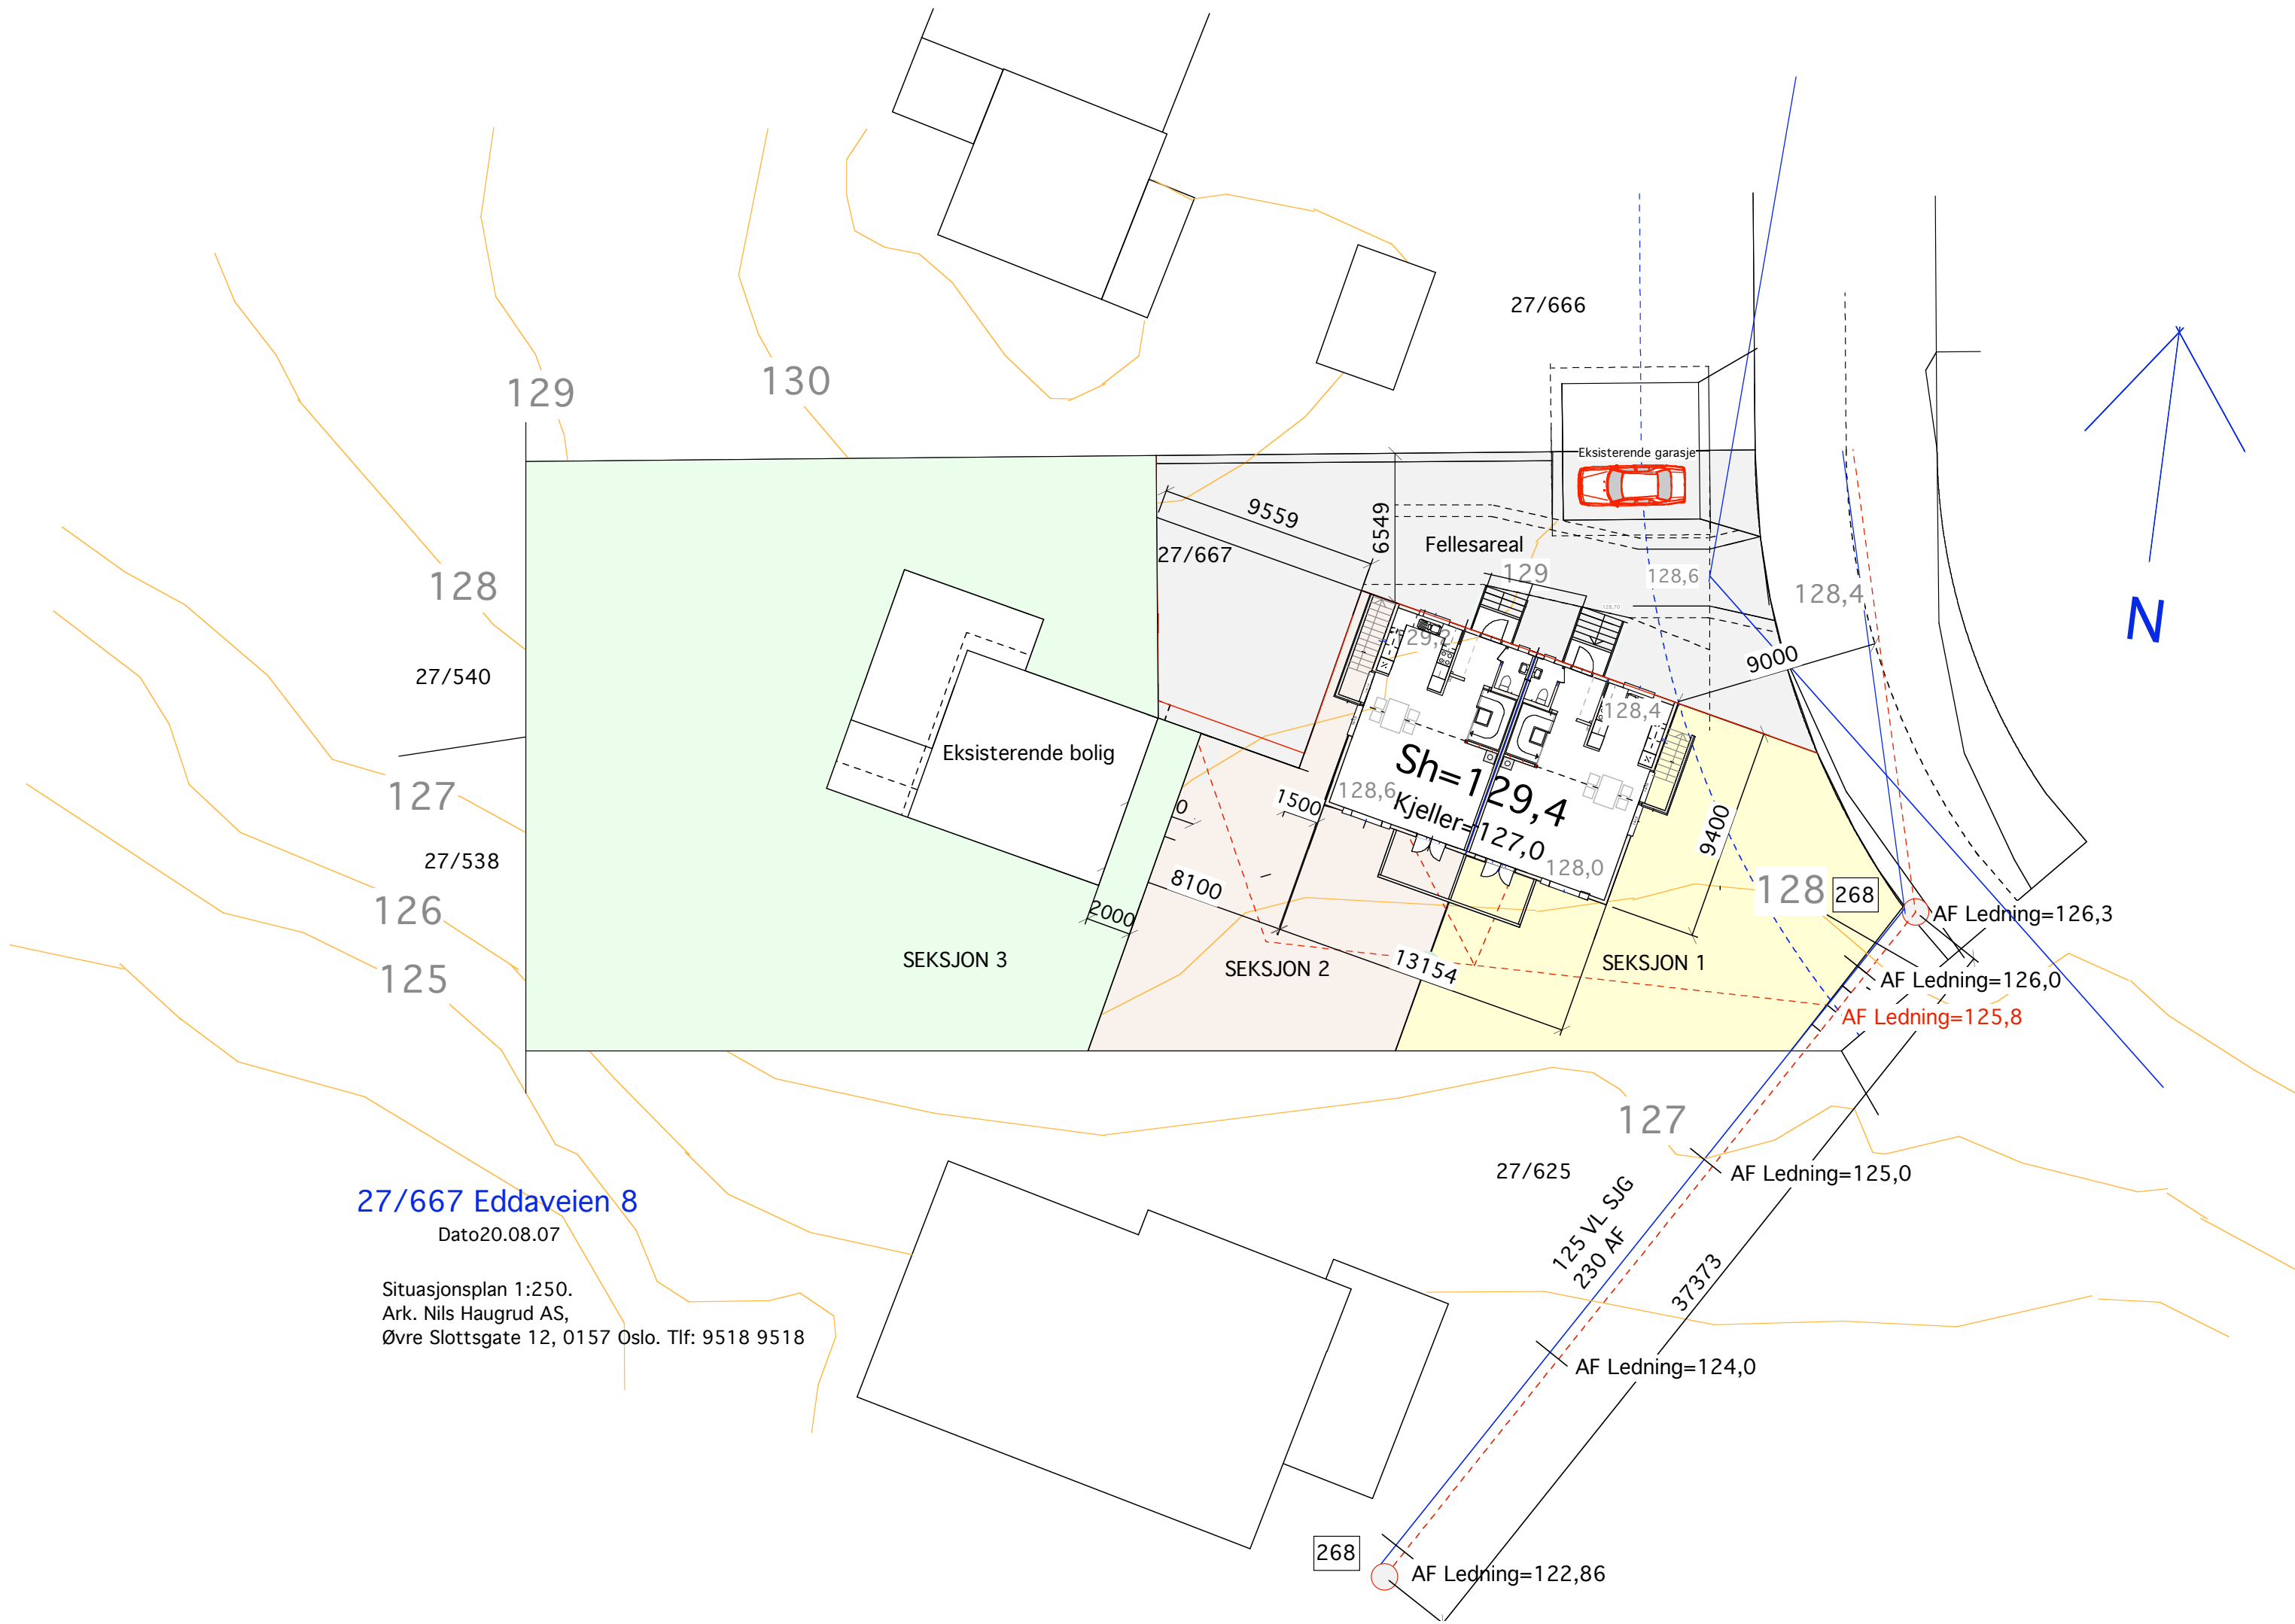 27/666
129
130
Eksisterende garasje
9559
6549
27/667
Fellesareal
129
128,6
128,4
128
128,70
N
129,2
9000
27/540
128,4
Eksisterende bolig
Sh=129,4
Kjeller=127,0
128,6
1500
9400
127
0
128,0
27/538
8100
128
268
126
2000
AF Ledning=126,3
SEKSJON 3
SEKSJON 2
13154
SEKSJON 1
125
AF Ledning=126,0
AF Ledning=125,8
127
27/625
AF Ledning=125,0
27/667 Eddaveien 8
Dato20.08.07
125 VL SJG
230 AF
37373
Situasjonsplan 1:250.
Ark. Nils Haugrud AS,
Øvre Slottsgate 12, 0157 Oslo. Tlf: 9518 9518
AF Ledning=124,0
268
AF Ledning=122,86